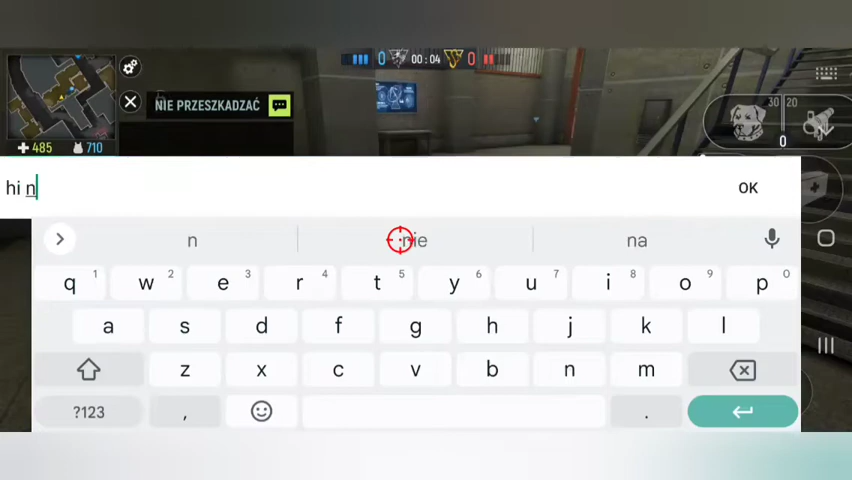 0 00:04 0
NIE PRZESZKADZAĆ
30 20
0
485 710
hi n
OK
n nie na
q 1 w 2 e 3 r 4 t 5 y 6 u 7 i 8 o 9 p 0
a s d f g h j k l
z x c v b n m
?123 , .